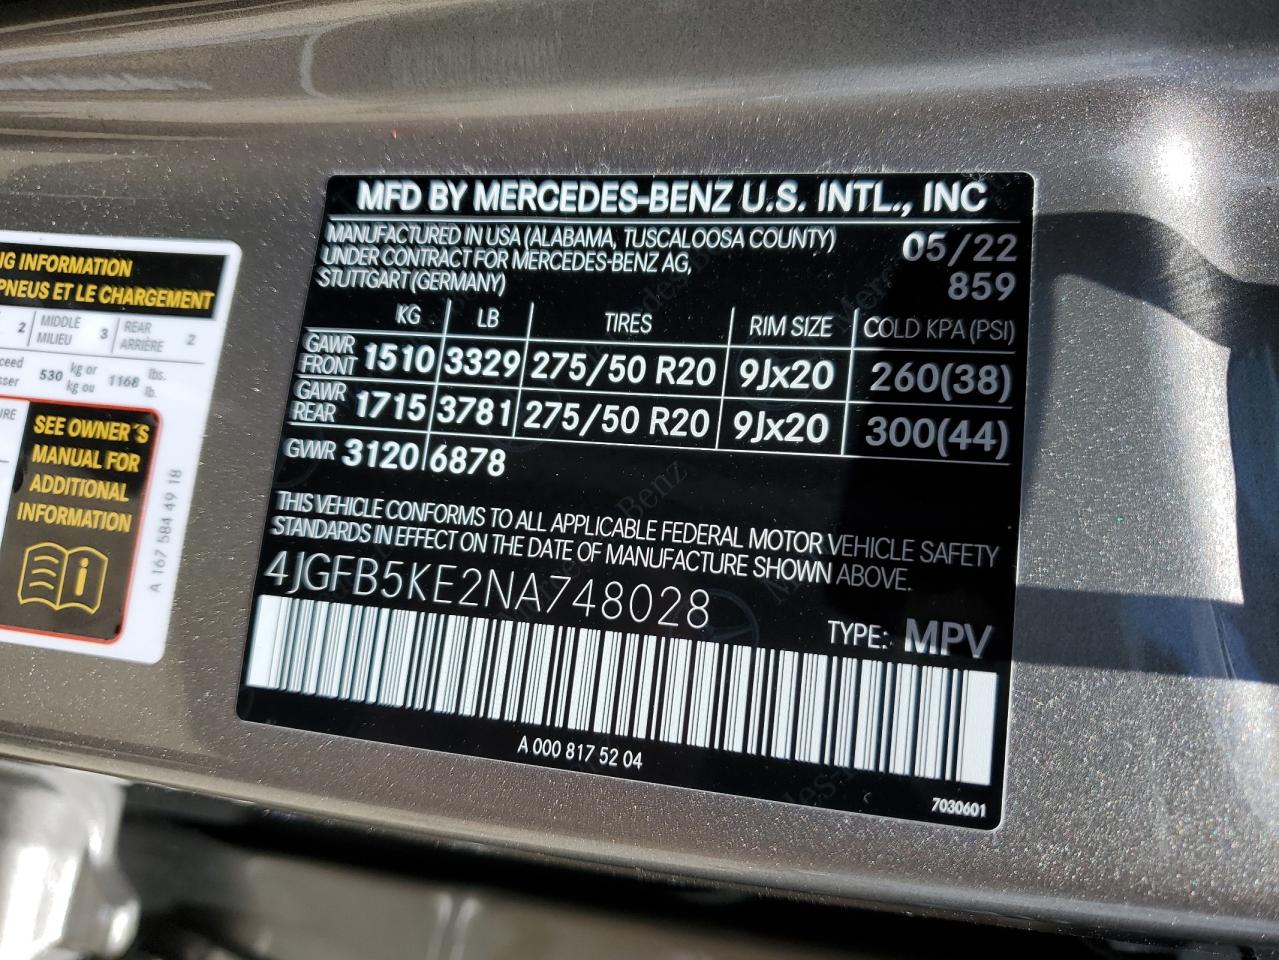 MFD BY MERCEDES-BENZ U.S. INTL., INC
MANUFACTURED IN USA (ALABAMA, TUSCALOOSA COUNTY) 05/22
UNDER CONTRACT FOR MERCEDES-BENZ AG,
STUTTGART (GERMANY) 859
KG LB TIRES RIM SIZE COLD KPA (PSI)
GAWR FRONT 1510 3329 275/50 R20 9Jx20 260(38)
GAWR REAR 1715 3781 275/50 R20 9Jx20 300(44)
GVWR 3120 6878
THIS VEHICLE CONFORMS TO ALL APPLICABLE FEDERAL MOTOR VEHICLE SAFETY
STANDARDS IN EFFECT ON THE DATE OF MANUFACTURE SHOWN ABOVE.
4JGFB5KE2NA748028
TYPE: MPV
A 000 817 52 04
7030601
INFORMATION
PNEUS ET LE CHARGEMENT
2 MIDDLE 3 REAR 2
MILIEU ARRIÈRE
530 kg or 1168 lbs.
kg ou lb.
SEE OWNER´S
MANUAL FOR
ADDITIONAL
INFORMATION
A 167 584 49 18